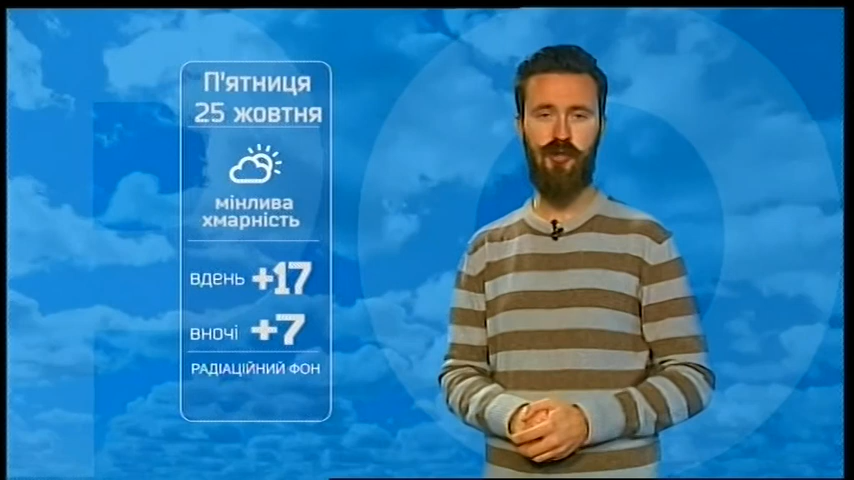 П'ятниця
25 жовтня
мінлива
хмарність
вдень +17
вночі +7
РАДІАЦІЙНИЙ ФОН